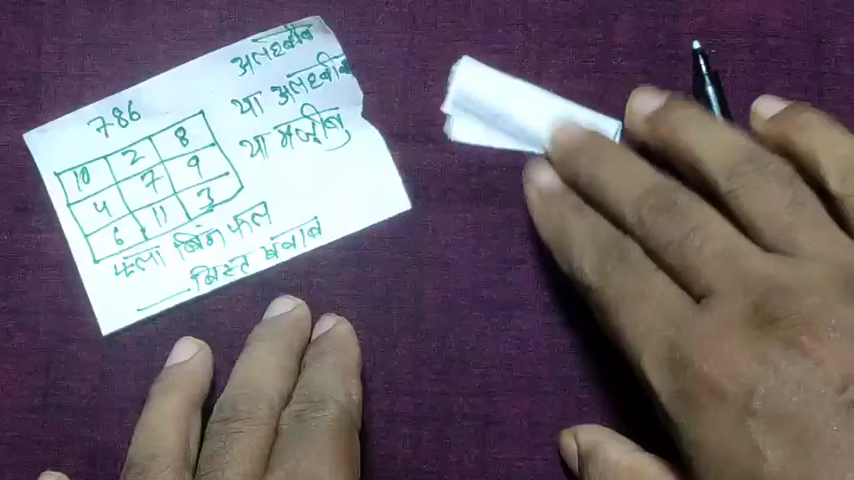 786
10 2 8
4 7 9
6 11 3
अलहबीब
या अलहबीब
या मजीबु
फला बिन फला
बिस्त ख्वाब